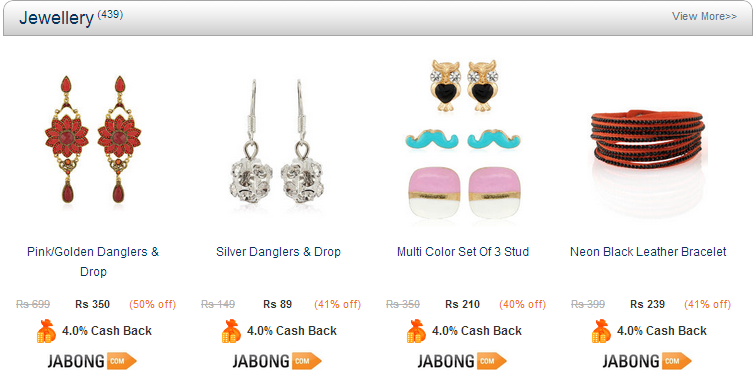 Jewellery (439)
View More>>
Pink/Golden Danglers &
Drop
Rs 699 Rs 350 (50% off)
4.0% Cash Back
JABONG COM
Silver Danglers & Drop
Rs 149 Rs 89 (41% off)
4.0% Cash Back
JABONG COM
Multi Color Set Of 3 Stud
Rs 350 Rs 210 (40% off)
4.0% Cash Back
JABONG COM
Neon Black Leather Bracelet
Rs 399 Rs 239 (41% off)
4.0% Cash Back
JABONG COM